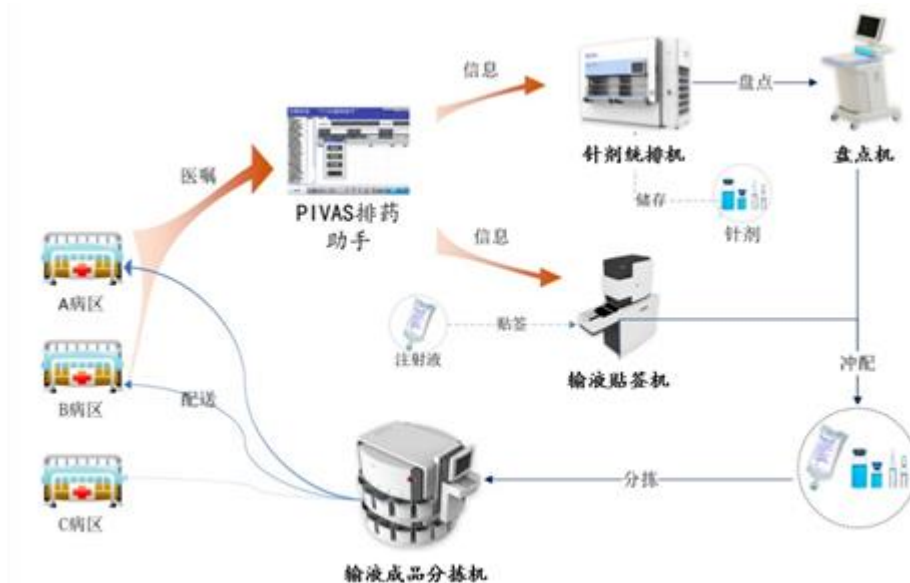 信息
盘点
针剂统排机
盘点机
医嘱
储存
针剂
PIVAS排药
助手
信息
A病区
贴签
注射液
输液贴签机
冲配
B病区
配送
分拣
C病区
输液成品分拣机